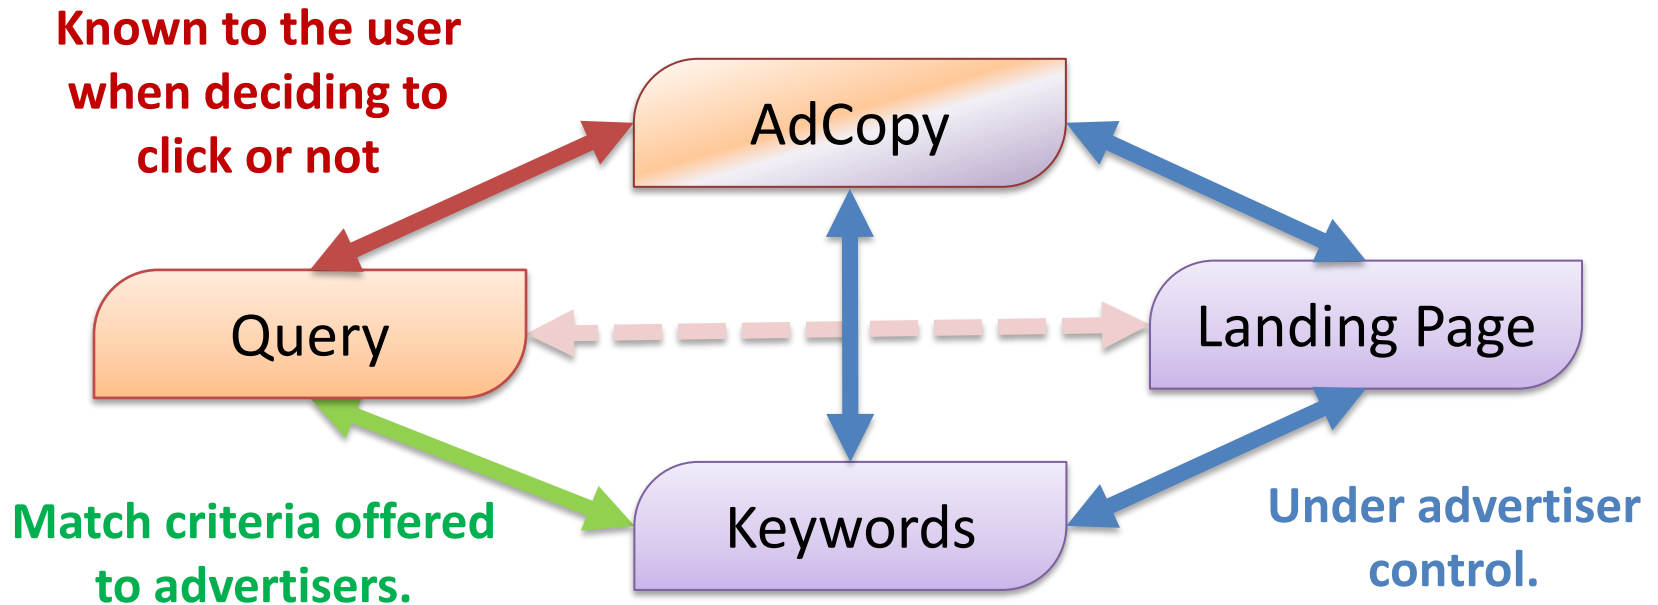 Known to the user
when deciding to
click or not
AdCopy
Query
Landing Page
Keywords
Match criteria offered
to advertisers.
Under advertiser
control.